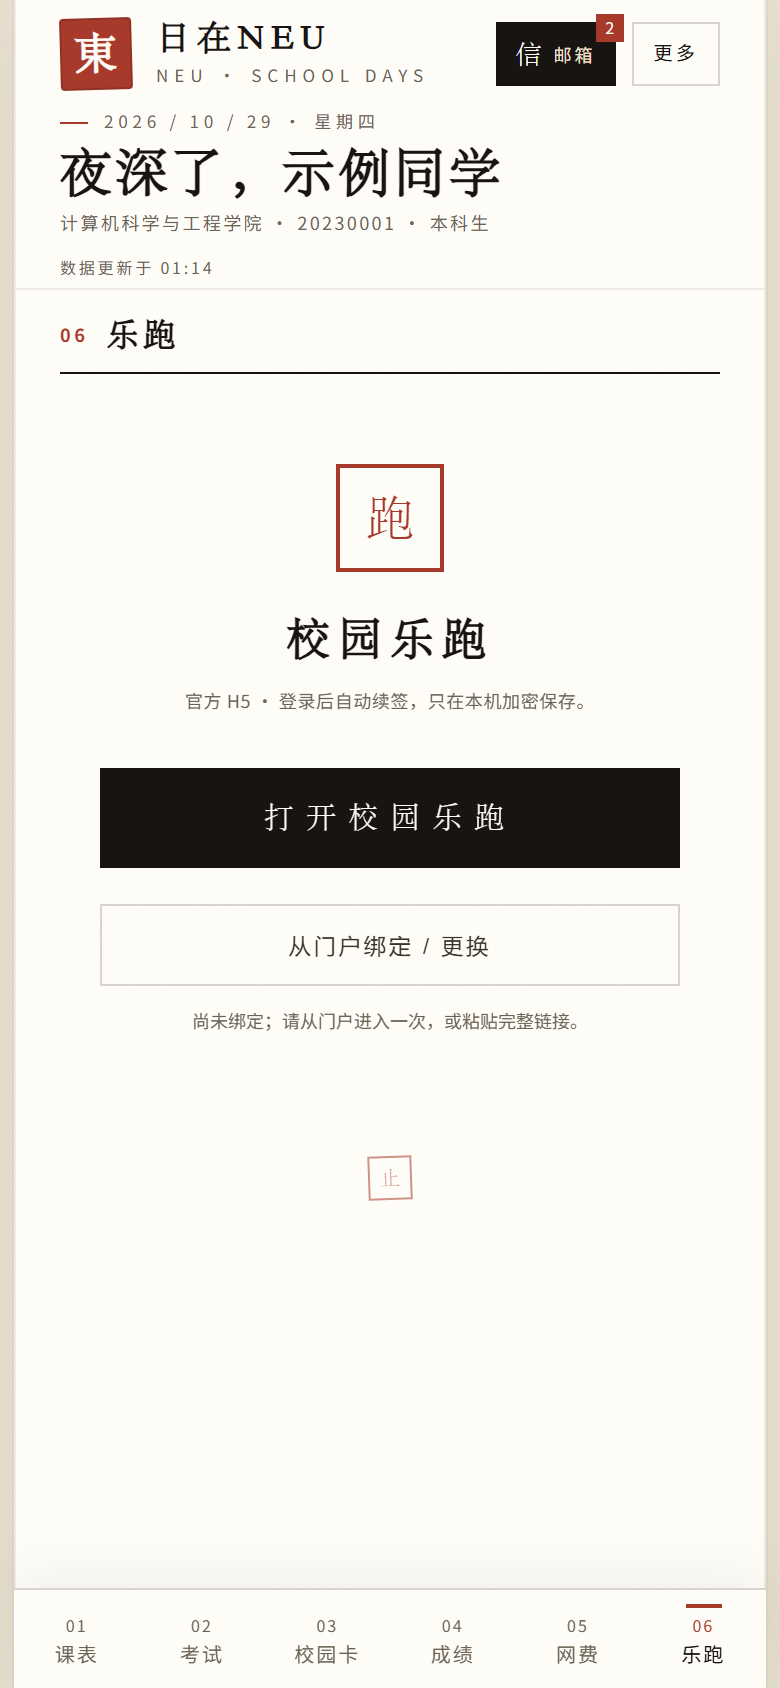 東
日在NEU
NEU · SCHOOL DAYS
信 邮箱 2
更多
2026 / 10 / 29 · 星期四
夜深了，示例同学
计算机科学与工程学院 · 20230001 · 本科生
数据更新于 01:14
06 乐跑
跑
校园乐跑
官方 H5 · 登录后自动续签，只在本机加密保存。
打开校园乐跑
从门户绑定 / 更换
尚未绑定；请从门户进入一次，或粘贴完整链接。
止
01 02 03 04 05 06
课表 考试 校园卡 成绩 网费 乐跑